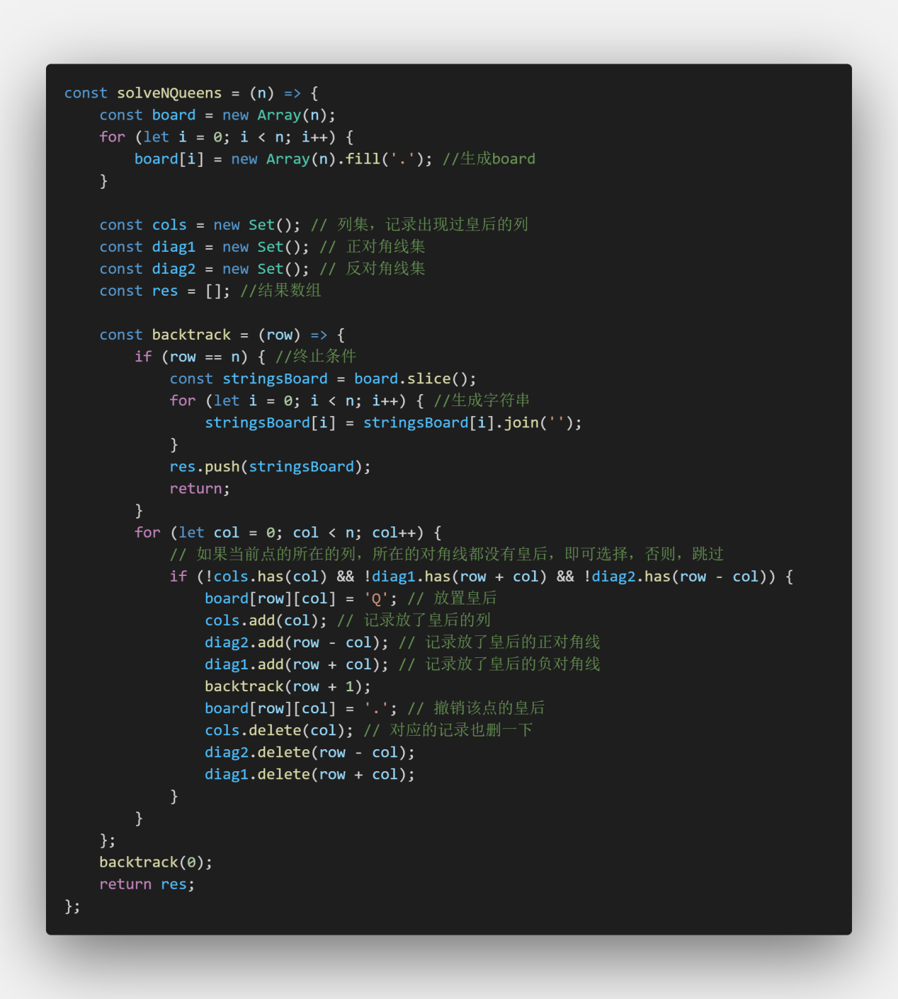 const solveNQueens = (n) => {
    const board = new Array(n);
    for (let i = 0; i < n; i++) {
        board[i] = new Array(n).fill('.'); //生成board
    }

    const cols = new Set(); // 列集，记录出现过皇后的列
    const diag1 = new Set(); // 正对角线集
    const diag2 = new Set(); // 反对角线集
    const res = []; //结果数组

    const backtrack = (row) => {
        if (row == n) { //终止条件
            const stringsBoard = board.slice();
            for (let i = 0; i < n; i++) { //生成字符串
                stringsBoard[i] = stringsBoard[i].join('');
            }
            res.push(stringsBoard);
            return;
        }
        for (let col = 0; col < n; col++) {
            // 如果当前点的所在的列，所在的对角线都没有皇后，即可选择，否则，跳过
            if (!cols.has(col) && !diag1.has(row + col) && !diag2.has(row - col)) {
                board[row][col] = 'Q'; // 放置皇后
                cols.add(col); // 记录放了皇后的列
                diag2.add(row - col); // 记录放了皇后的正对角线
                diag1.add(row + col); // 记录放了皇后的负对角线
                backtrack(row + 1);
                board[row][col] = '.'; // 撤销该点的皇后
                cols.delete(col); // 对应的记录也删一下
                diag2.delete(row - col);
                diag1.delete(row + col);
            }
        }
    };
    backtrack(0);
    return res;
};